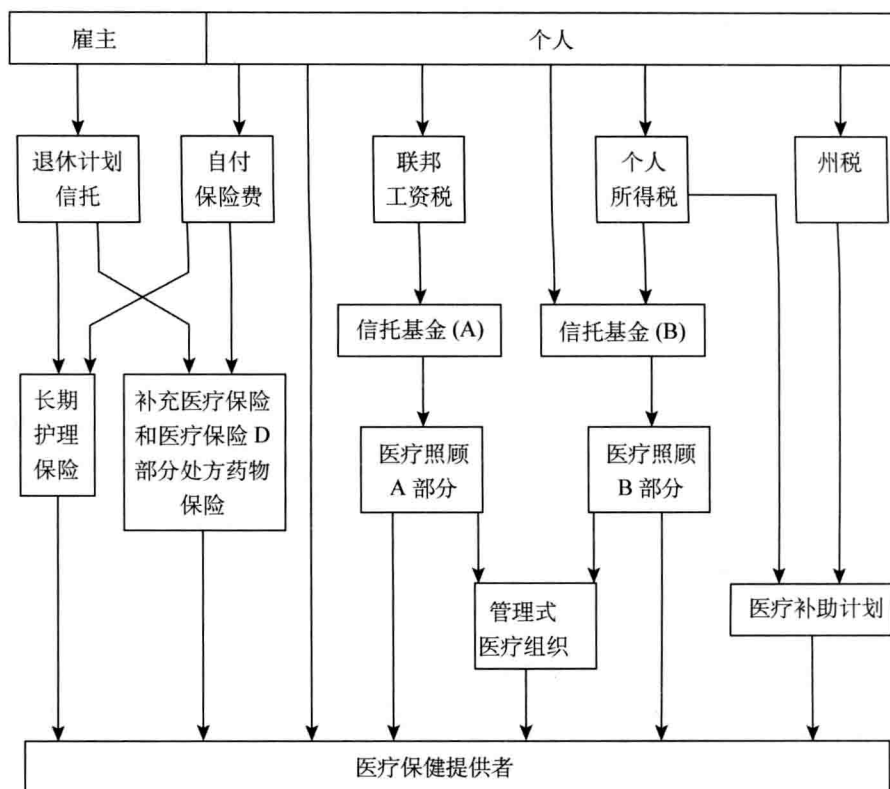 雇主
个人
退休计划
信托
自付
保险费
联邦
工资税
个人
所得税
州税
信托基金 (A)
信托基金 (B)
长期
护理
保险
补充医疗保险
和医疗保险 D
部分处方药物
保险
医疗照顾
A 部分
医疗照顾
B 部分
管理式
医疗组织
医疗补助计划
医疗保健提供者